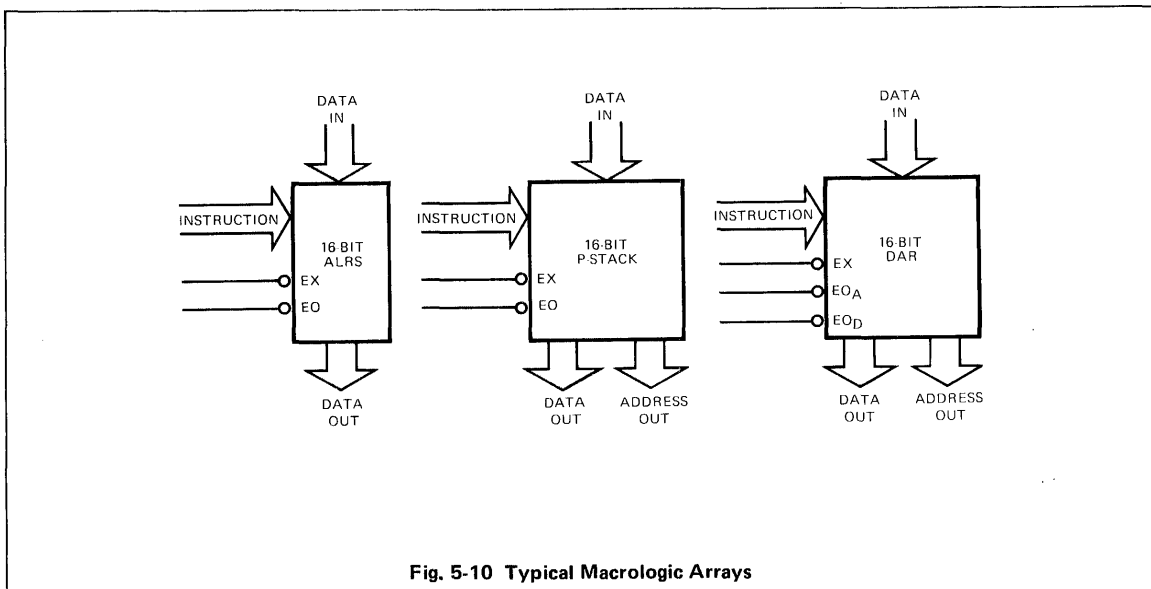 DATA
IN
INSTRUCTION
16-BIT
ALRS
EX
EO
DATA
OUT
DATA
IN
INSTRUCTION
16-BIT
P-STACK
EX
EO
DATA
OUT
ADDRESS
OUT
DATA
IN
INSTRUCTION
16-BIT
DAR
EX
EOA
EOD
DATA
OUT
ADDRESS
OUT
Fig. 5-10 Typical Macrologic Arrays